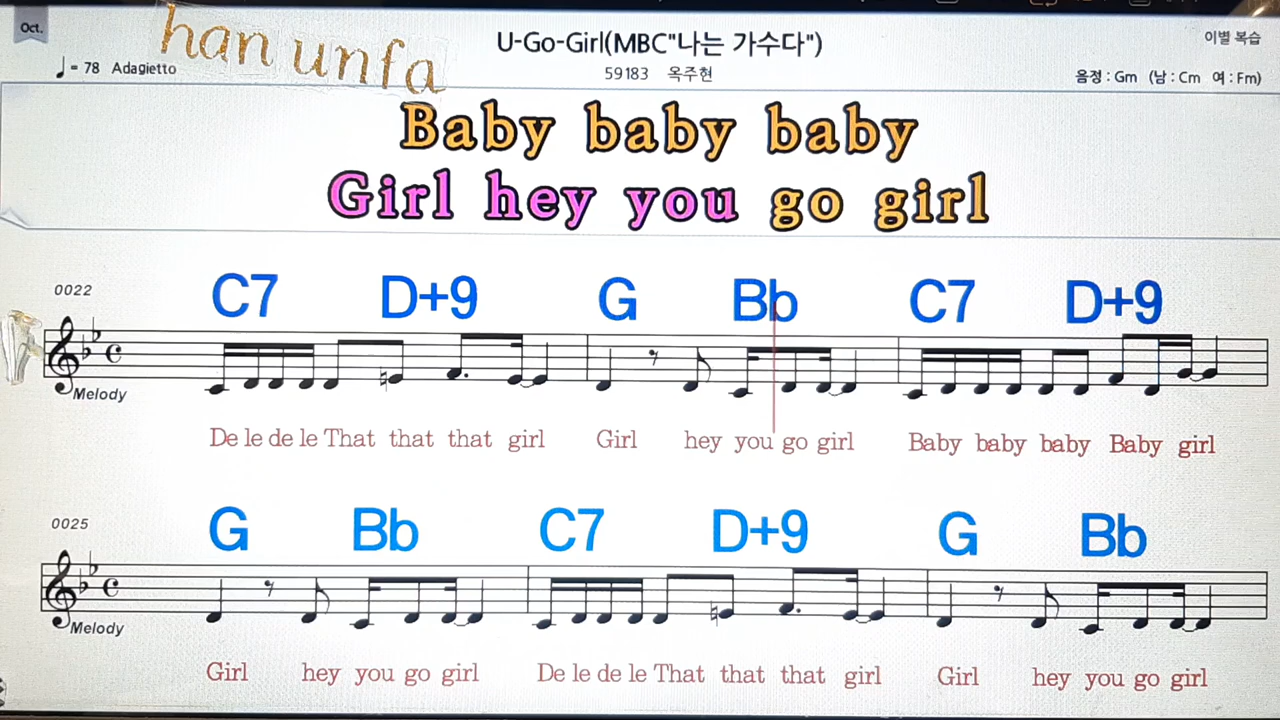 Oct.
han unfa
U-Go-Girl(MBC"나는 가수다")
이별 복습
♩= 78 Adagietto
59183 옥주현
음정 : Gm (남 : Cm 여 : Fm)
Baby baby baby
Girl hey you go girl
0022
C7 D+9 G Bb C7 D+9
Melody
De le de le That that that girl Girl hey you go girl Baby baby baby Baby girl
0025
G Bb C7 D+9 G Bb
Melody
Girl hey you go girl De le de le That that that girl Girl hey you go girl